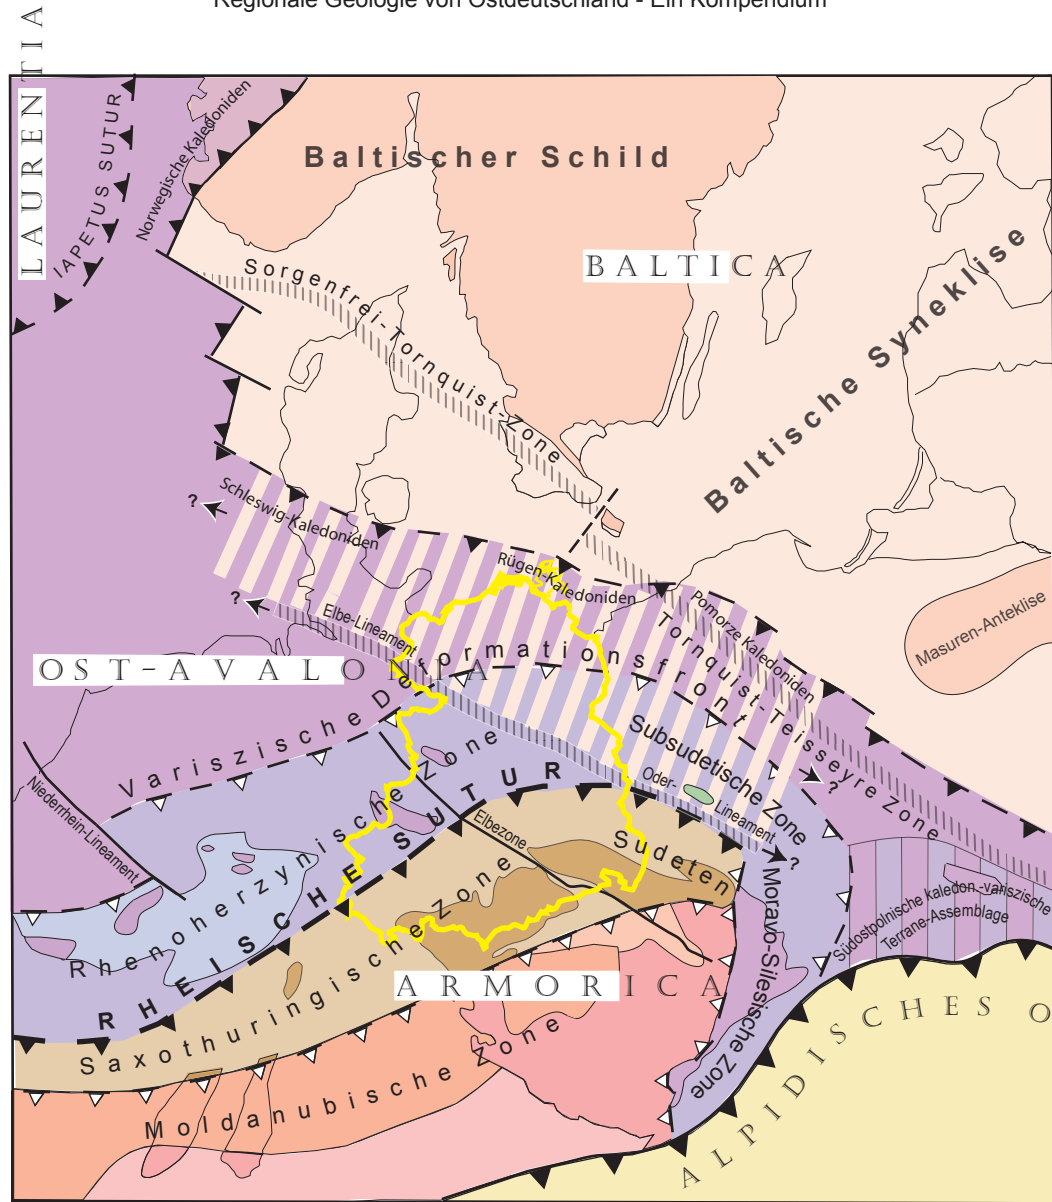 Regionale Geologie von Ostdeutschland - Ein Kompendium
LAURENTIA
IAPETUS SUTUR
Norwegische Kaledoniden
Baltischer Schild
BALTICA
Sorgenfrei-Tornquist-Zone
Baltische Syneklise
?
Schleswig-Kaledoniden
Rügen-Kaledoniden
?
Elbe-Lineament
Pomorze Kaledoniden
Masuren-Anteklise
OST-AVALONIA
Variszische Deformationsfront
Tornquist-Teisseyre Zone
Subsudetische Zone
?
Niederrhein-Lineament
Oder-
Lineament
?
Elbezone
Sudeten
Rhenoherzynische Zone
RHEISCHE SUTUR
Moravo-Silesische Zone
Südostpolnische kaledon.-variszische
Terrane-Assemblage
ARMORICA
Saxothuringische Zone
Moldanubische Zone
ALPIDISCHES O